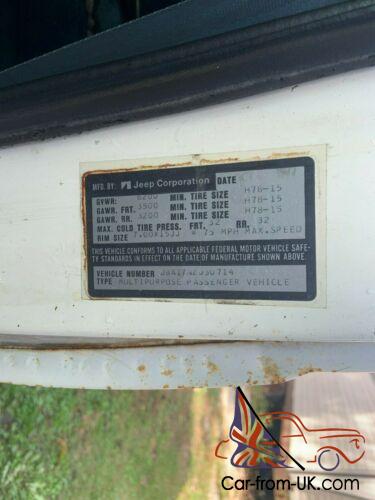 MFD. BY: Jeep Corporation DATE
GVWR: 6200 MIN. TIRE SIZE H78-15
GAWR. FRT. 3500 MIN. TIRE SIZE H78-15
GAWR. RR. 3200 MIN. TIRE SIZE H78-15
MAX. COLD TIRE PRESS. FRT. 32 RR. 32
RIM SIZE 75 MPH MAX.SPEED
THIS VEHICLE CONFORMS TO ALL APPLICABLE FEDERAL MOTOR VEHICLE SAFE-
TY STANDARDS IN EFFECT ON THE DATE OF MANUFACTURE SHOWN ABOVE.
VEHICLE NUMBER
TYPE MULTIPURPOSE PASSENGER VEHICLE
Car-from-UK.com